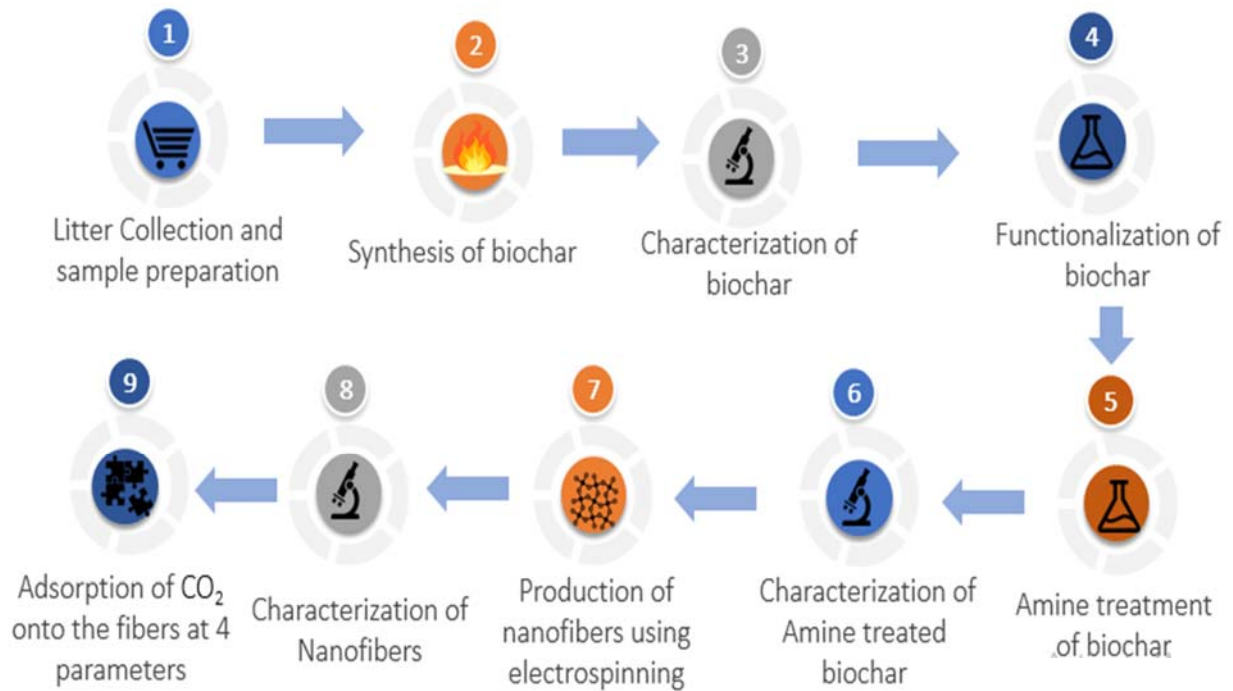 1
Litter Collection and
sample preparation
2
Synthesis of biochar
3
Characterization of
biochar
4
Functionalization of
biochar
5
Amine treatment
of biochar
6
Characterization of
Amine treated
biochar
7
Production of
nanofibers using
electrospinning
8
Characterization of
Nanofibers
9
Adsorption of CO₂
onto the fibers at 4
parameters